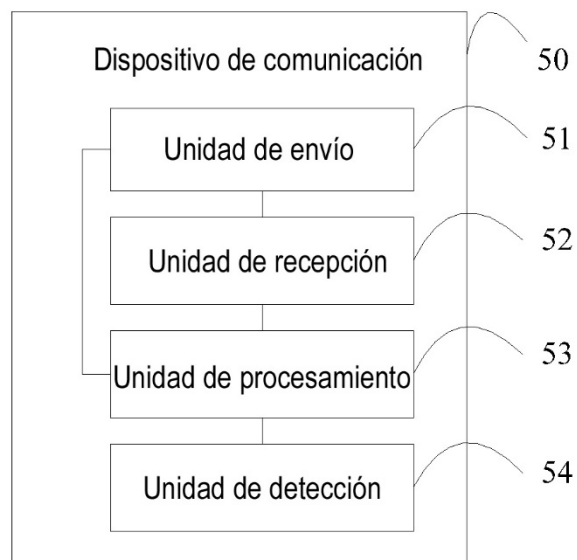 Dispositivo de comunicación
50
Unidad de envío
51
Unidad de recepción
52
Unidad de procesamiento
53
Unidad de detección
54